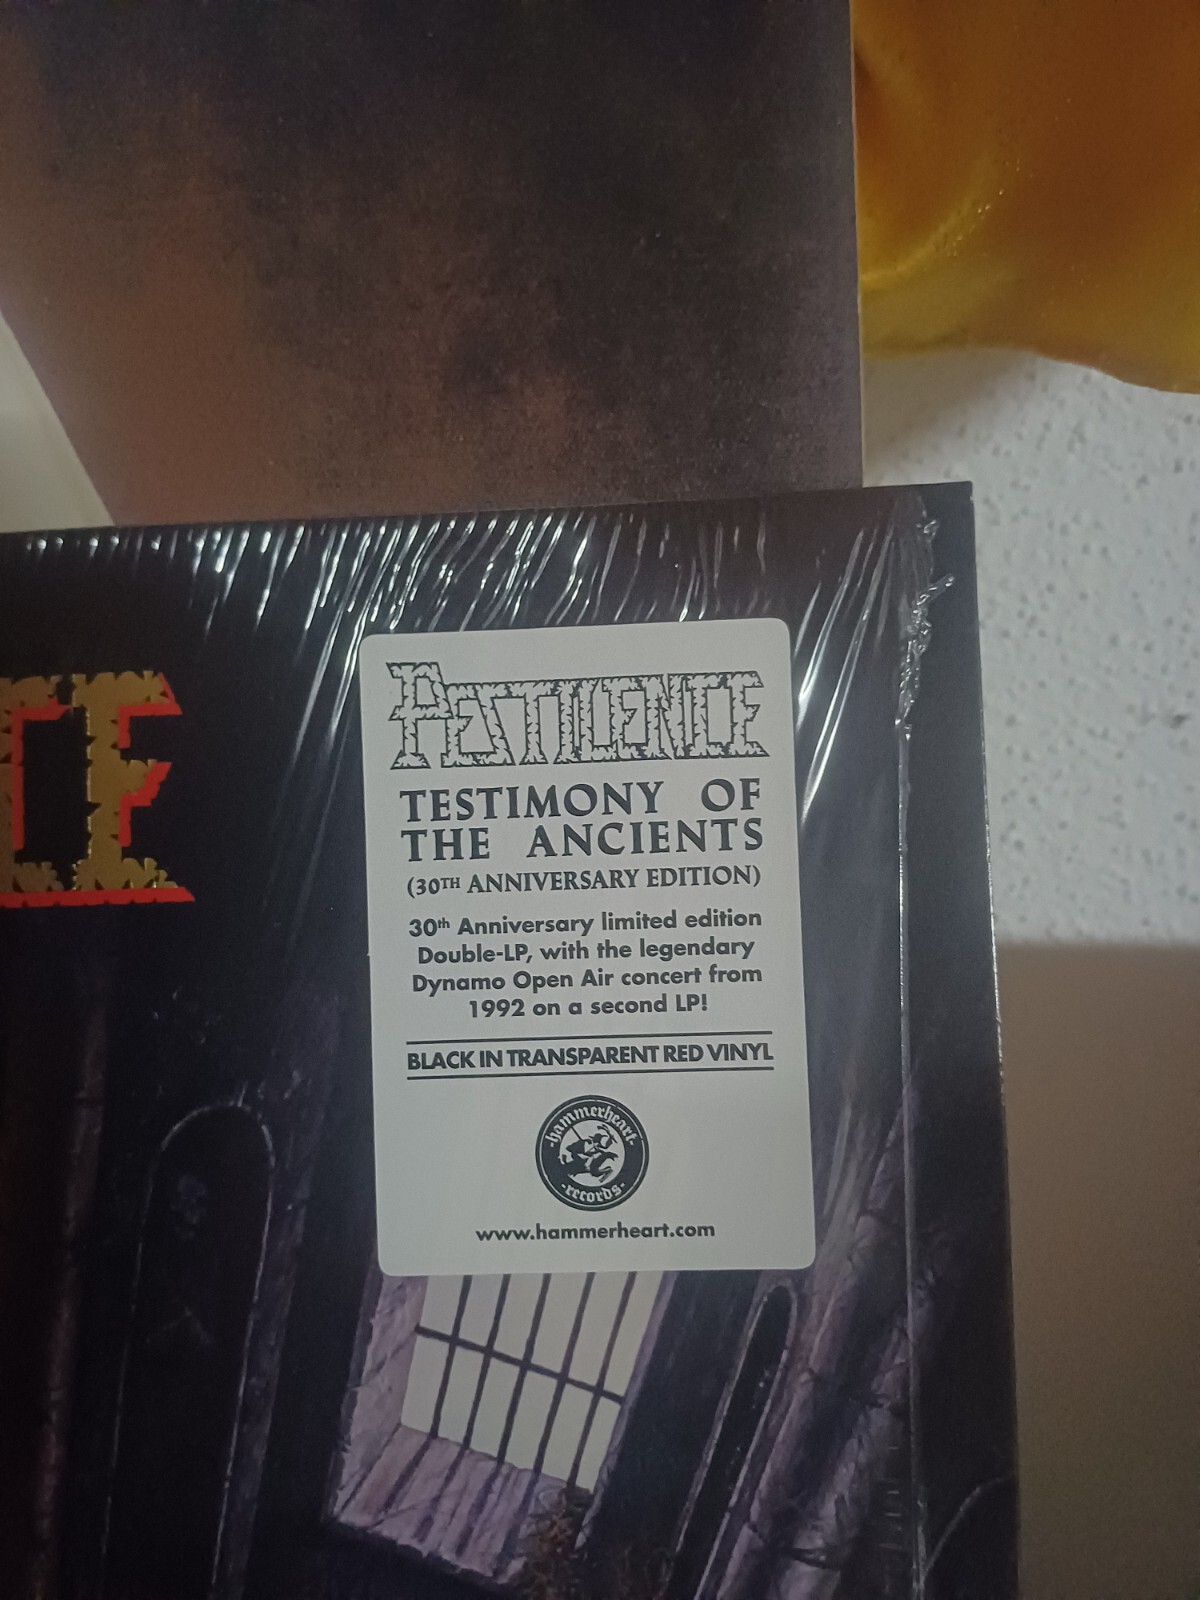 CE
PESTILENCE
TESTIMONY OF
THE ANCIENTS
(30TH ANNIVERSARY EDITION)
30th Anniversary limited edition
Double-LP, with the legendary
Dynamo Open Air concert from
1992 on a second LP!
BLACK IN TRANSPARENT RED VINYL
-hammerheart-
-records-
www.hammerheart.com